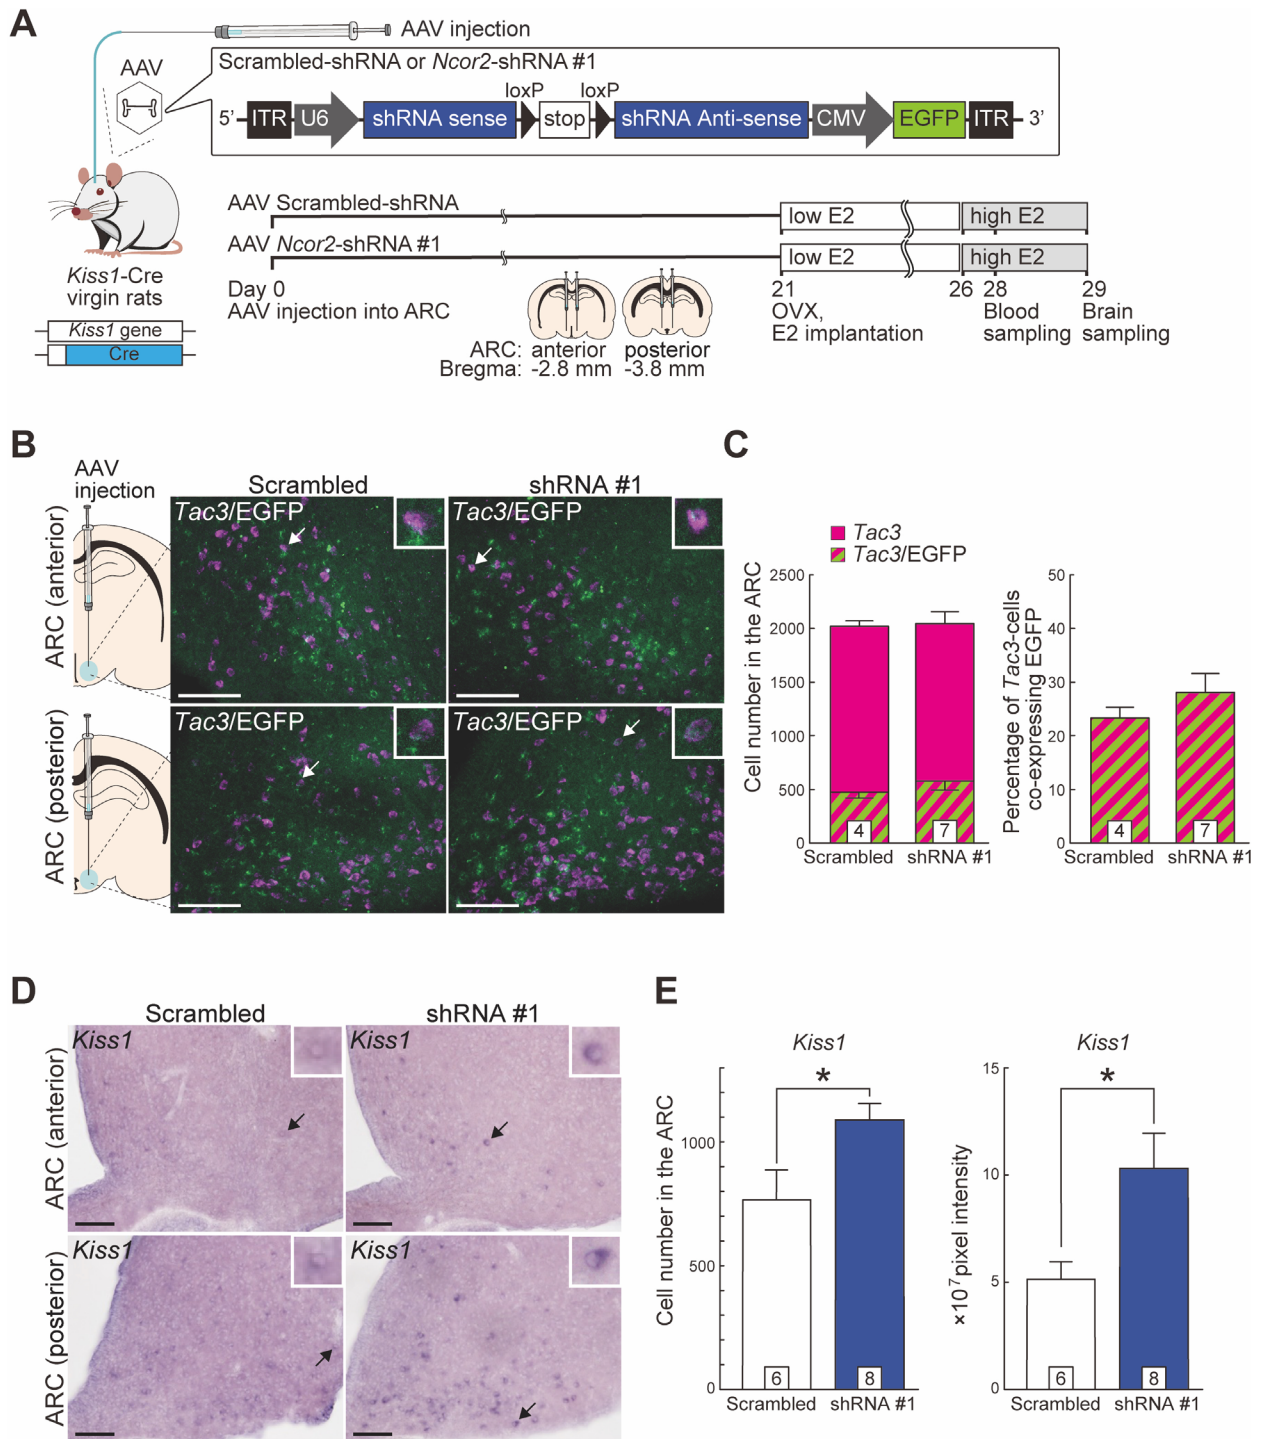 A
AAV injection
AAV
Scrambled-shRNA or Ncor2-shRNA #1
loxP loxP
5’ ITR U6 shRNA sense stop shRNA Anti-sense CMV EGFP ITR 3’
AAV Scrambled-shRNA
low E2 high E2
AAV Ncor2-shRNA #1
low E2 high E2
Kiss1-Cre
virgin rats
Kiss1 gene
Cre
Day 0
AAV injection into ARC
21 26 28 29
OVX,
E2 implantation
Blood
sampling
Brain
sampling
ARC: anterior posterior
Bregma: -2.8 mm -3.8 mm
B
AAV
injection
Scrambled shRNA #1
ARC (anterior)
Tac3/EGFP Tac3/EGFP
ARC (posterior)
Tac3/EGFP Tac3/EGFP
C
Tac3
Tac3/EGFP
Cell number in the ARC
2500
2000
1500
1000
500
0
4 7
Scrambled shRNA #1
Percentage of Tac3-cells
co-expressing EGFP
50
40
30
20
10
0
4 7
Scrambled shRNA #1
D
Scrambled shRNA #1
ARC (anterior)
Kiss1 Kiss1
ARC (posterior)
Kiss1 Kiss1
E
Kiss1
*
Cell number in the ARC
1000
500
0
6 8
Scrambled shRNA #1
Kiss1
*
×10⁷ pixel intensity
15
10
5
0
6 8
Scrambled shRNA #1